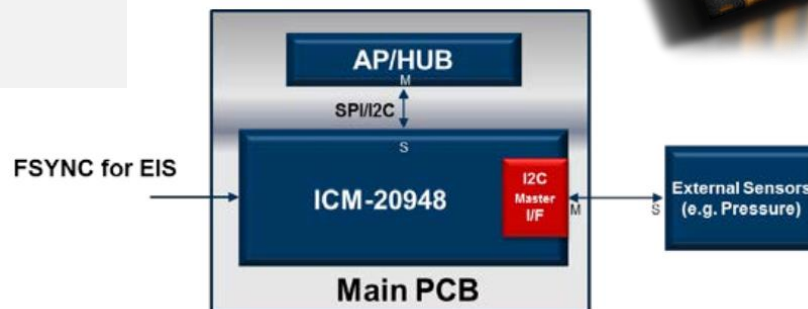 AP/HUB
M
SPI/I2C
S
FSYNC for EIS
ICM-20948
I2C
Master
I/F
M
S
External Sensors
(e.g. Pressure)
Main PCB